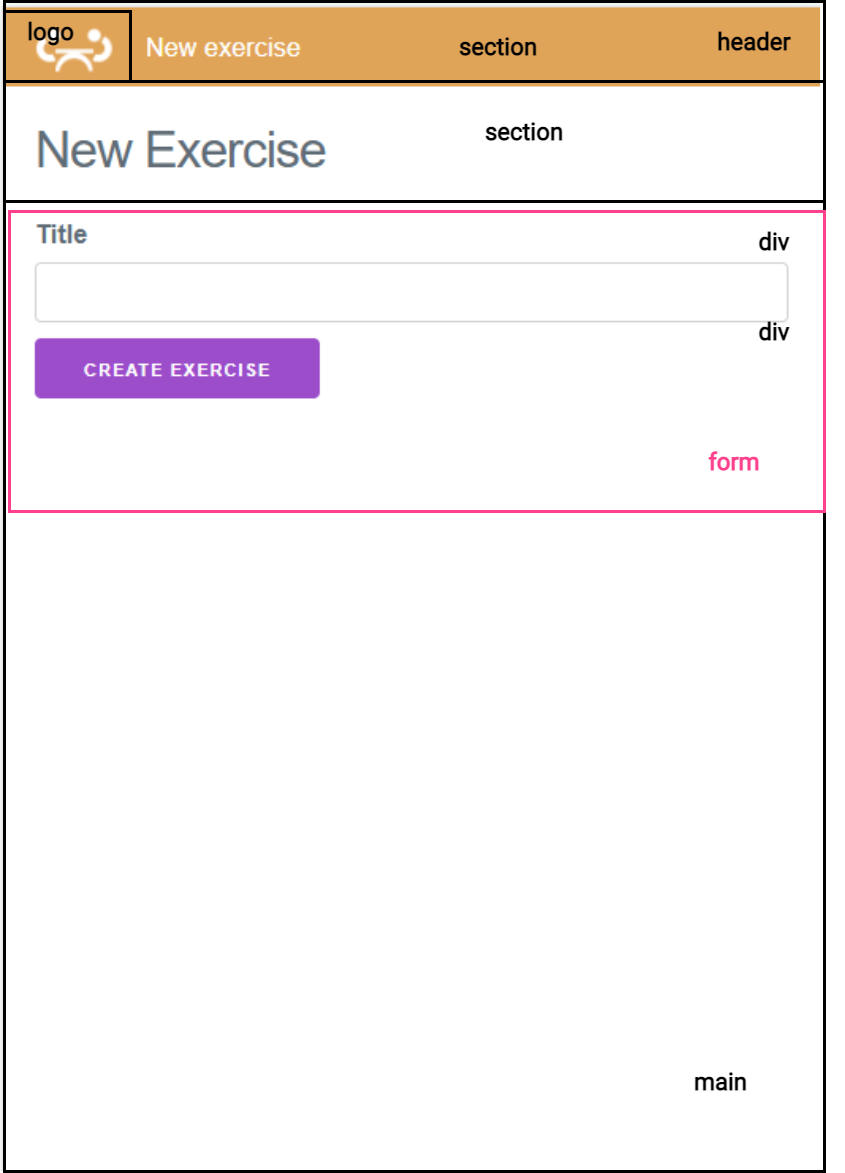 logo
New exercise
section
header
New Exercise
section
Title
div
div
CREATE EXERCISE
form
main